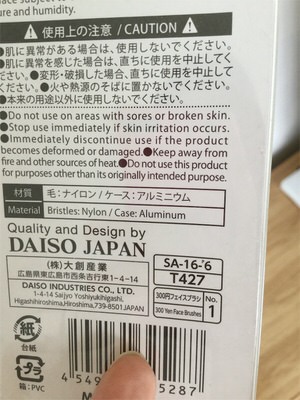 ure and humidity.
⚠ 使用上の注意 / CAUTION ⚠
●肌に異常がある場合は、使用しないでください。
●肌に異常を感じた場合は、直ちに使用を中止してく
ださい。●変形・破損した場合、直ちに使用を中止
てください。●火や熱源のそばに置かないでください。
●本来の用途以外に使用しないでください。
●Do not use on areas with sores or broken skin.
●Stop use immediately if skin irritation occurs.
●Immediately discontinue use if the product
becomes deformed or damaged.●Keep away from
fire and other sources of heat.●Do not use this product
for purposes other than its originally intended purpose.
材質 毛:ナイロン / ケース:アルミニウム
Material Bristles: Nylon / Case: Aluminum
Quality and Design by
DAISO JAPAN
(株)大創産業
広島県東広島市西条吉行東1-4-14
DAISO INDUSTRIES CO., LTD.
1-4-14 Saijyo Yoshiyukihigashi,
Higashihiroshima,Hiroshima,739-8501JAPAN
SA-16-'6
T427
300円フェイスブラシ
300 Yen Face Brushes
No.
1
紙
台紙
プラ
箱:PVC
4 549 5287
M